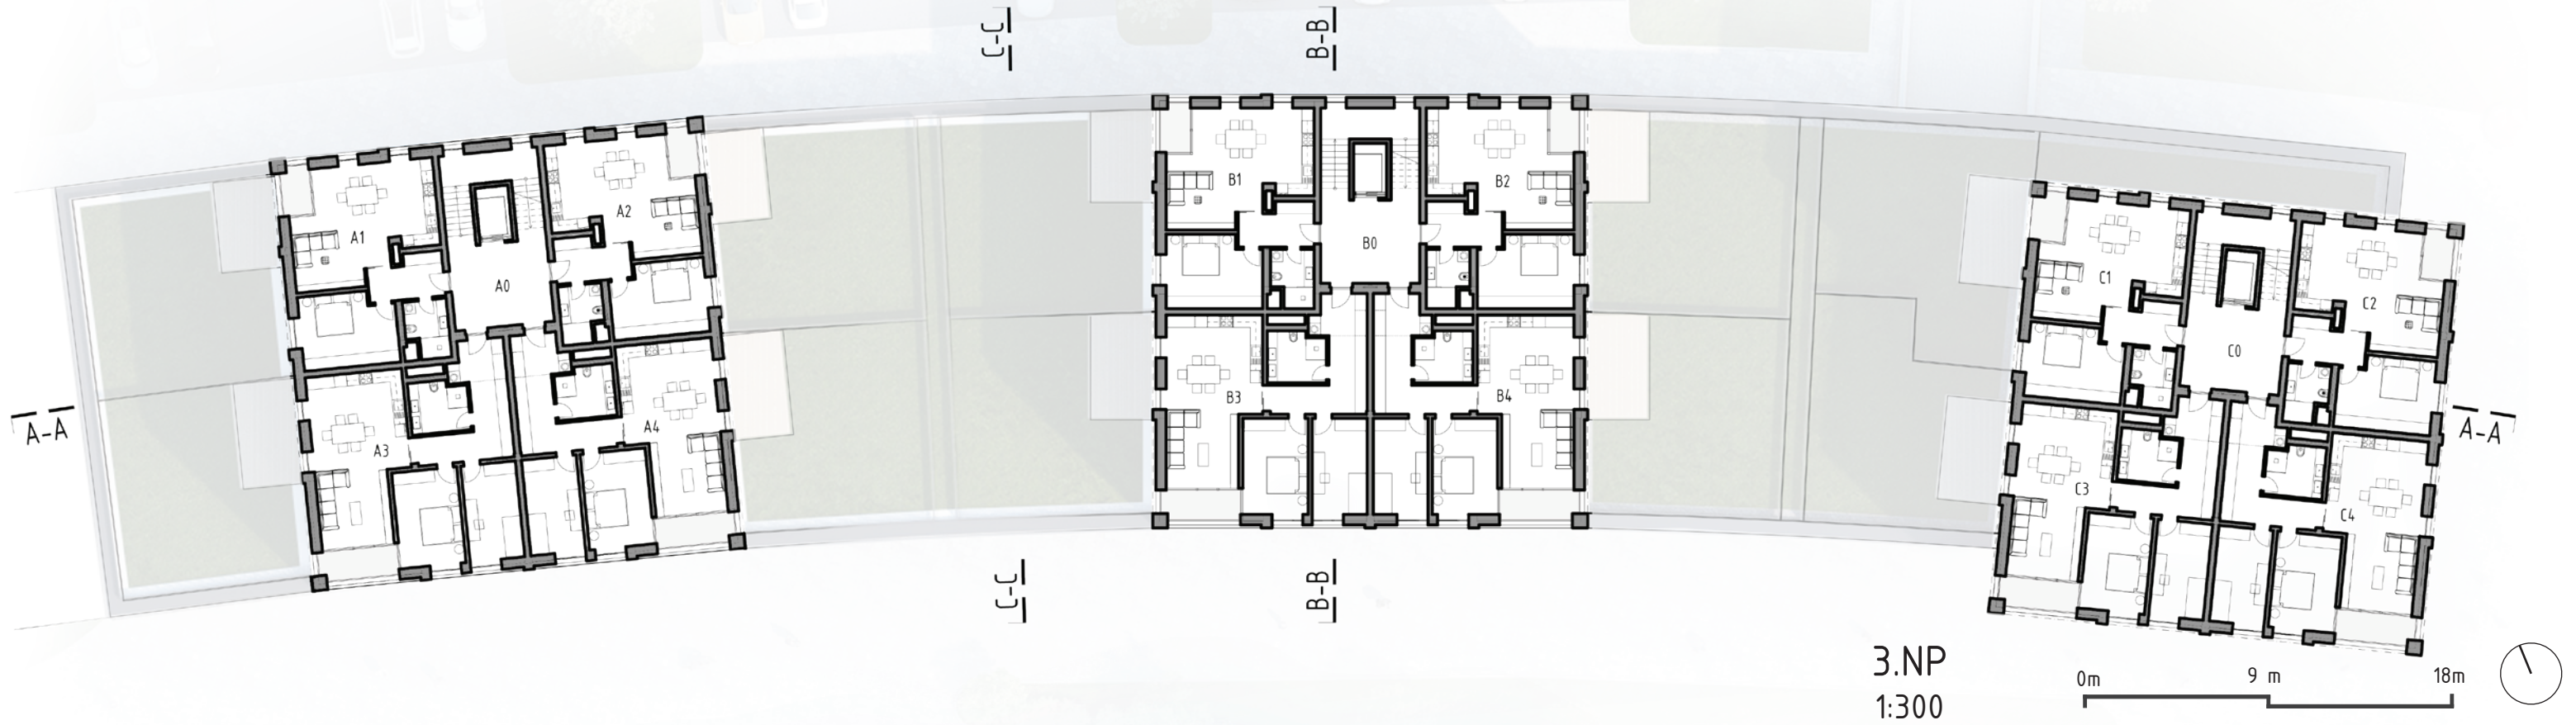 C-C
B-B
A1
A2
A0
A3
A4
B1
B2
B0
B3
B4
C1
C2
C0
C3
C4
A-A
A-A
C-C
B-B
3.NP
1:300
0m 9 m 18m